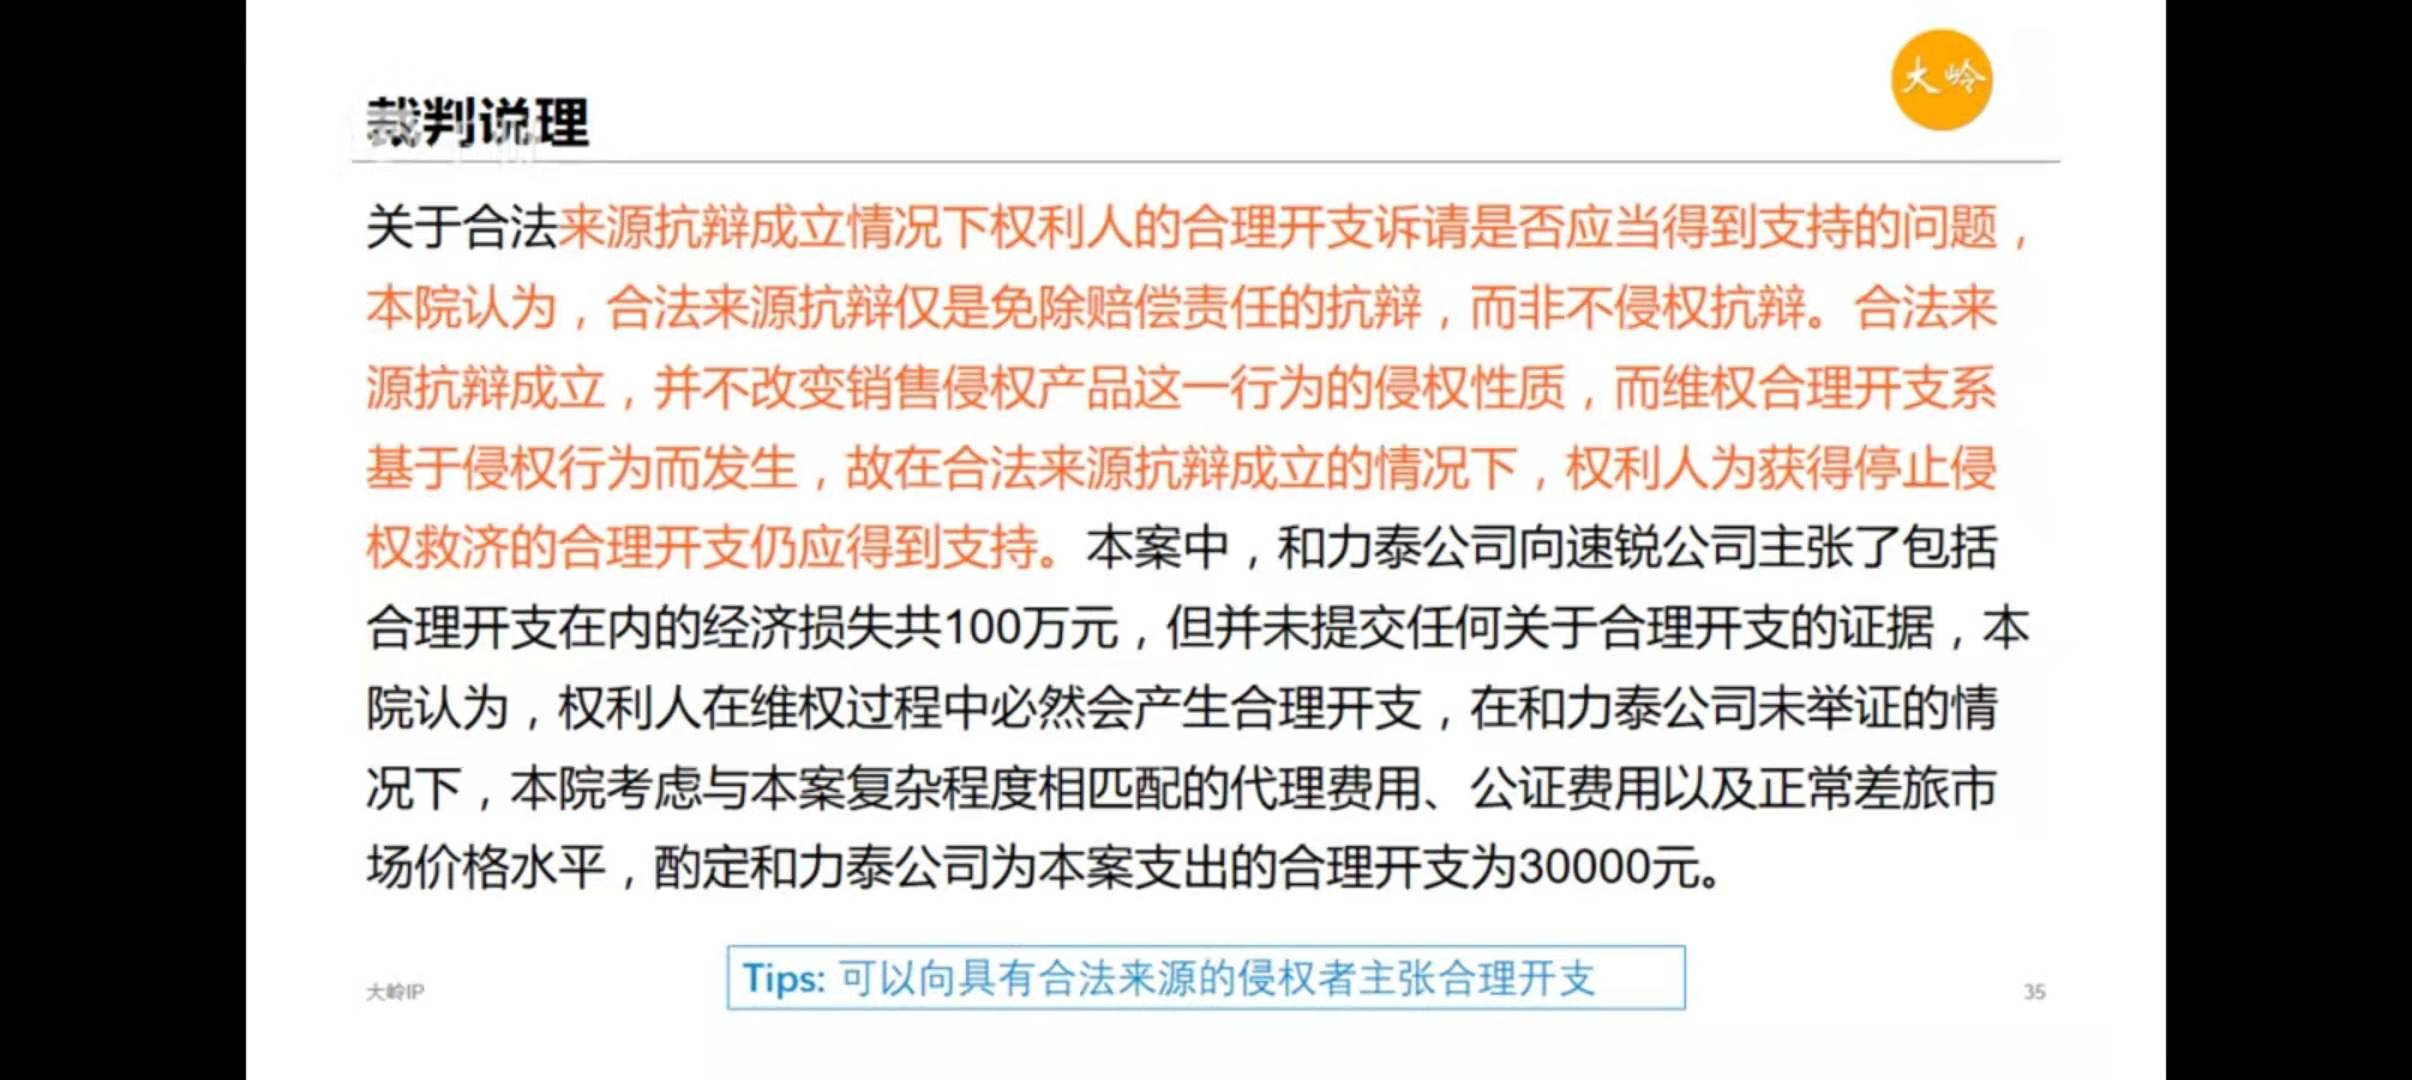 大岭
裁判说理
关于合法来源抗辩成立情况下权利人的合理开支诉请是否应当得到支持的问题，
本院认为，合法来源抗辩仅是免除赔偿责任的抗辩，而非不侵权抗辩。合法来
源抗辩成立，并不改变销售侵权产品这一行为的侵权性质，而维权合理开支系
基于侵权行为而发生，故在合法来源抗辩成立的情况下，权利人为获得停止侵
权救济的合理开支仍应得到支持。本案中，和力泰公司向速锐公司主张了包括
合理开支在内的经济损失共100万元，但并未提交任何关于合理开支的证据，本
院认为，权利人在维权过程中必然会产生合理开支，在和力泰公司未举证的情
况下，本院考虑与本案复杂程度相匹配的代理费用、公证费用以及正常差旅市
场价格水平，酌定和力泰公司为本案支出的合理开支为30000元。
Tips: 可以向具有合法来源的侵权者主张合理开支
大岭IP
35